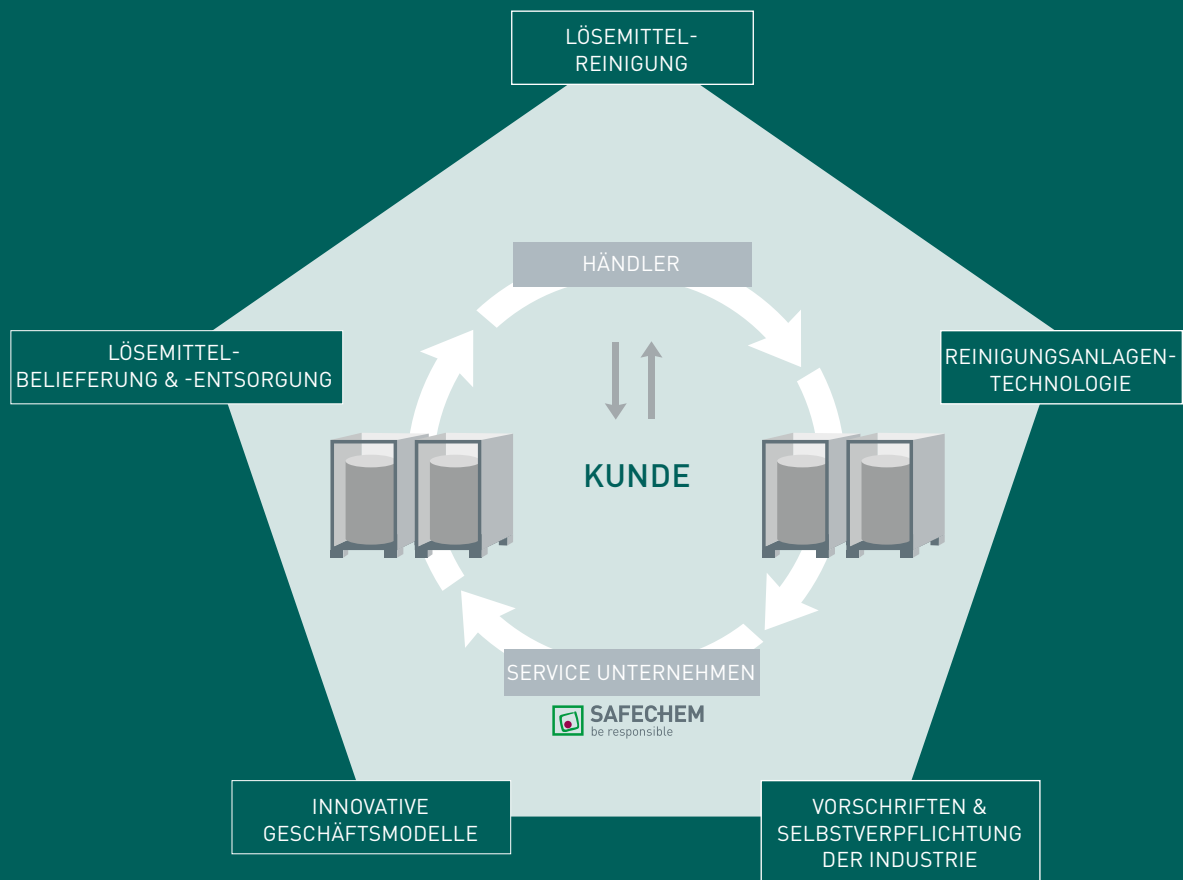 LÖSEMITTEL-
REINIGUNG
HÄNDLER
LÖSEMITTEL-
BELIEFERUNG & -ENTSORGUNG
REINIGUNGSANLAGEN-
TECHNOLOGIE
KUNDE
SERVICE UNTERNEHMEN
SAFECHEM
be responsible
INNOVATIVE
GESCHÄFTSMODELLE
VORSCHRIFTEN &
SELBSTVERPFLICHTUNG
DER INDUSTRIE